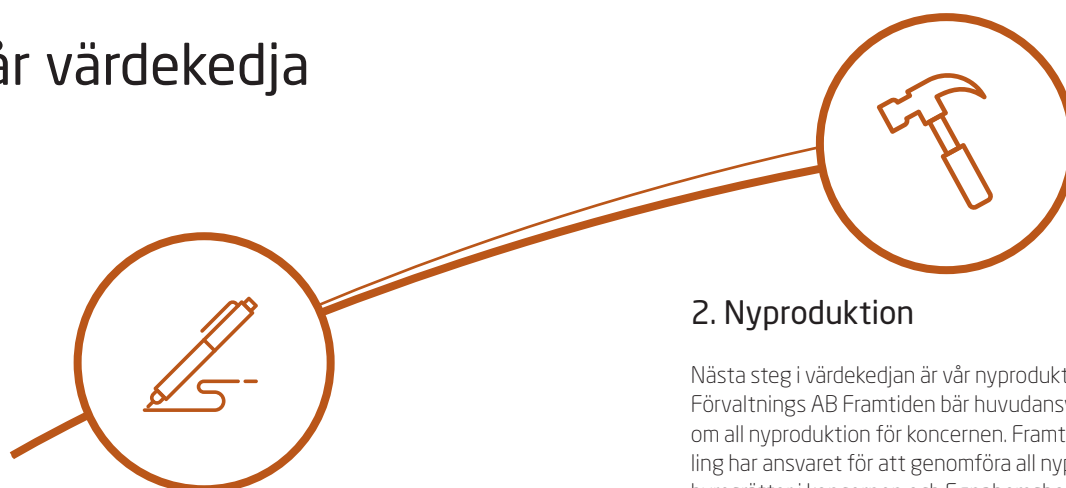 år värdekedja
2. Nyproduktion
Nästa steg i värdekedjan är vår nyprodukt
Förvaltnings AB Framtiden bär huvudansv
om all nyproduktion för koncernen. Framt
ling har ansvaret för att genomföra all nyp